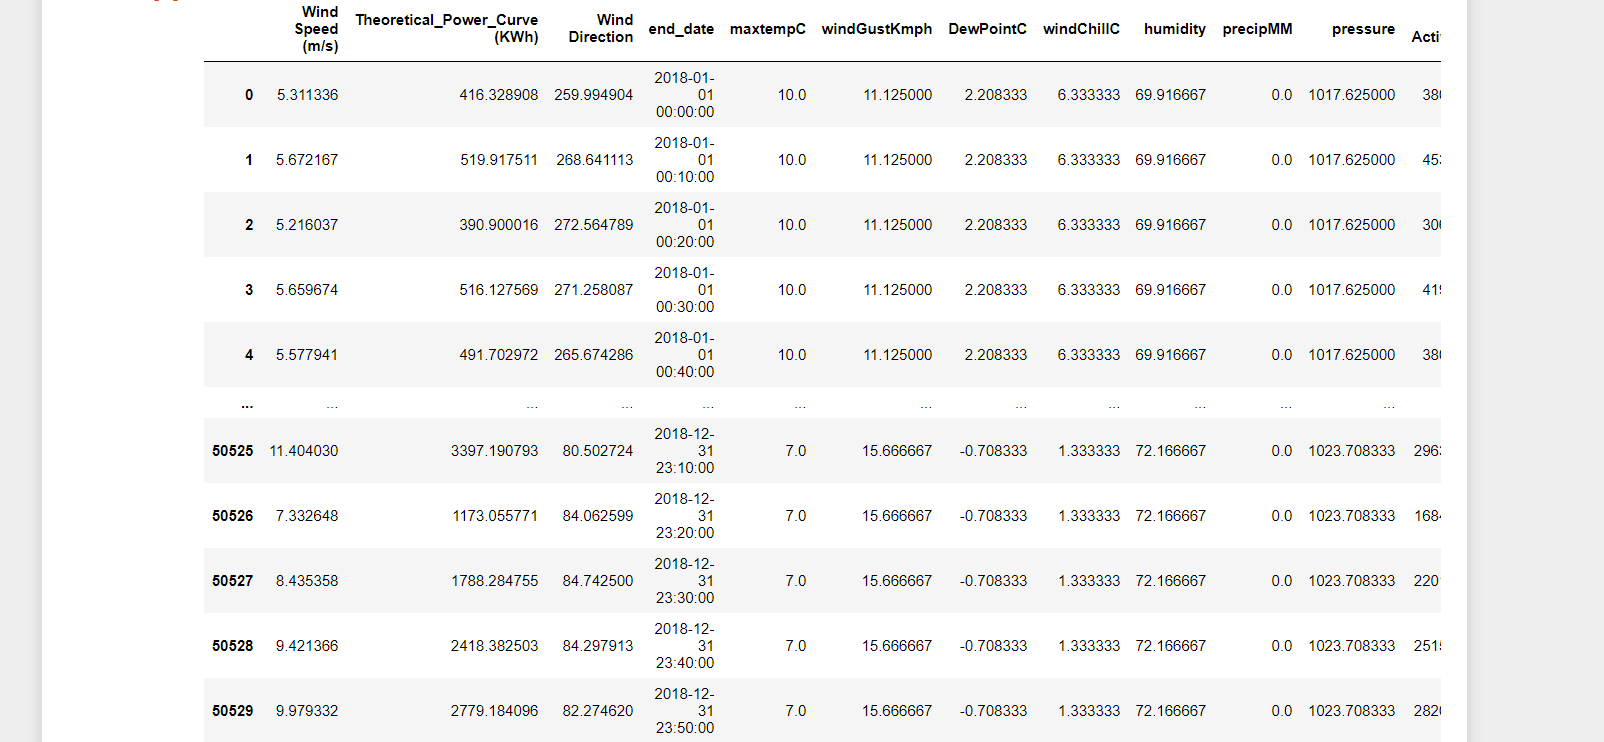 Wind Speed (m/s) Theoretical_Power_Curve (KWh) Wind Direction end_date maxtempC windGustKmph DewPointC windChillC humidity precipMM pressure
0 5.311336 416.328908 259.994904 2018-01-01 00:00:00 10.0 11.125000 2.208333 6.333333 69.916667 0.0 1017.625000
1 5.672167 519.917511 268.641113 2018-01-01 00:10:00 10.0 11.125000 2.208333 6.333333 69.916667 0.0 1017.625000
2 5.216037 390.900016 272.564789 2018-01-01 00:20:00 10.0 11.125000 2.208333 6.333333 69.916667 0.0 1017.625000
3 5.659674 516.127569 271.258087 2018-01-01 00:30:00 10.0 11.125000 2.208333 6.333333 69.916667 0.0 1017.625000
4 5.577941 491.702972 265.674286 2018-01-01 00:40:00 10.0 11.125000 2.208333 6.333333 69.916667 0.0 1017.625000
... ... ... ... ... ... ... ... ... ... ... ...
50525 11.404030 3397.190793 80.502724 2018-12-31 23:10:00 7.0 15.666667 -0.708333 1.333333 72.166667 0.0 1023.708333
50526 7.332648 1173.055771 84.062599 2018-12-31 23:20:00 7.0 15.666667 -0.708333 1.333333 72.166667 0.0 1023.708333
50527 8.435358 1788.284755 84.742500 2018-12-31 23:30:00 7.0 15.666667 -0.708333 1.333333 72.166667 0.0 1023.708333
50528 9.421366 2418.382503 84.297913 2018-12-31 23:40:00 7.0 15.666667 -0.708333 1.333333 72.166667 0.0 1023.708333
50529 9.979332 2779.184096 82.274620 2018-12-31 23:50:00 7.0 15.666667 -0.708333 1.333333 72.166667 0.0 1023.708333